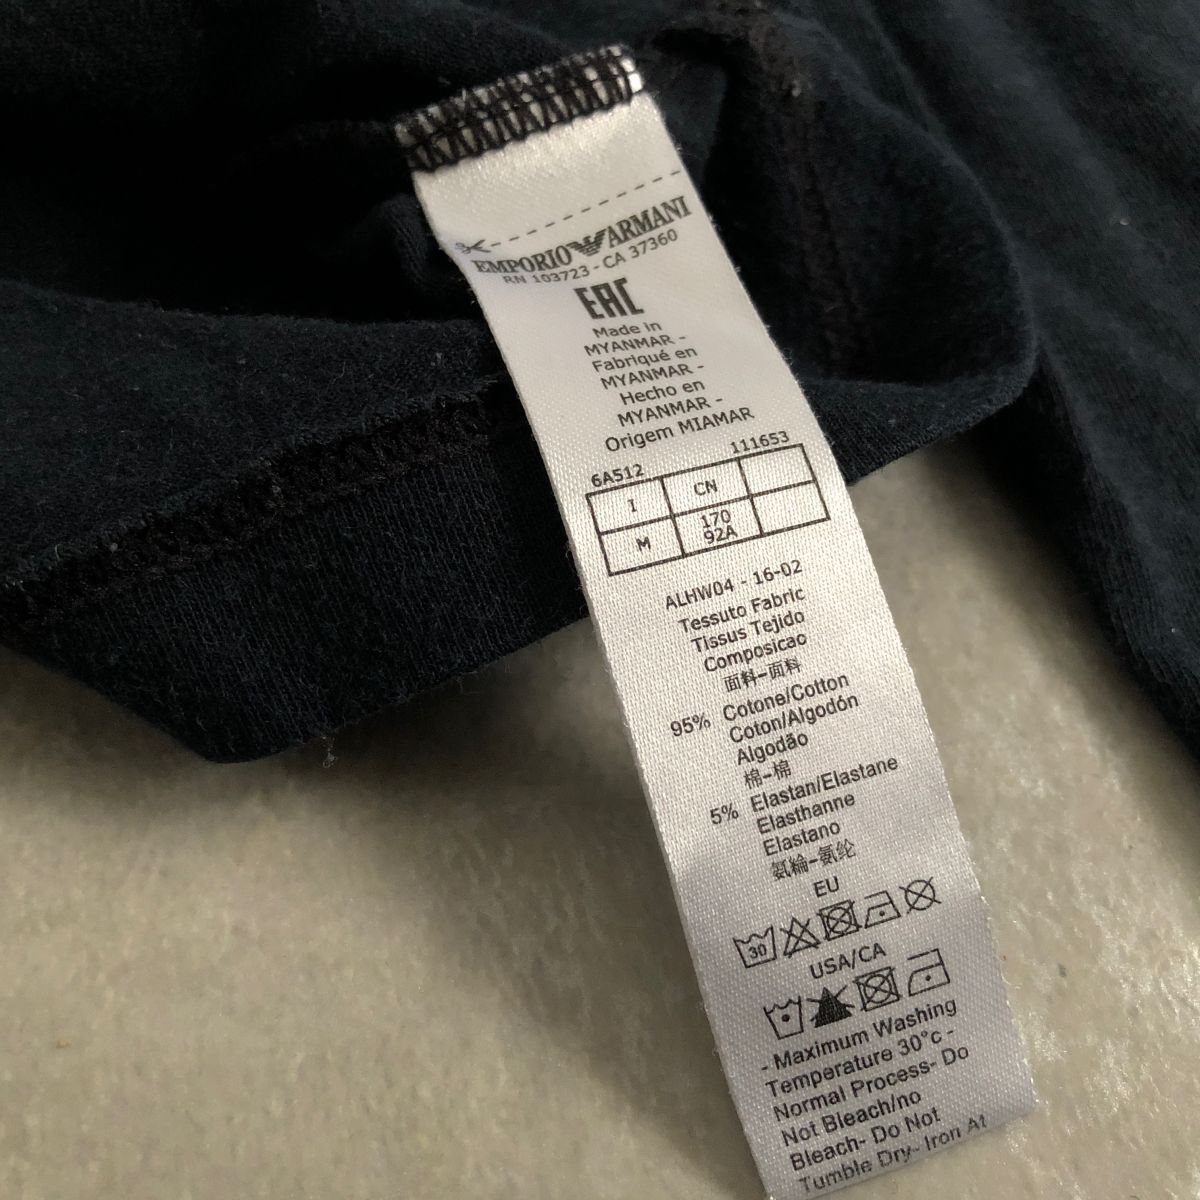 EMPORIO ARMANI
RN 103723 - CA 37360
EAC
Made in
MYANMAR -
Fabriqué en
MYANMAR -
Hecho en
MYANMAR -
Origem MIAMAR
6A512 111653
I CN
M 170 92A
ALHW04 - 16-02
Tessuto Fabric
Tissus Tejido
Composicao
面料-面料
95% Cotone/Cotton
Coton/Algodón
Algodão
棉-棉
5% Elastan/Elastane
Elasthanne
Elastano
氨綸-氨纶
EU
30
USA/CA
- Maximum Washing
Temperature 30°c -
Normal Process- Do
Not Bleach/no
Bleach- Do Not
Tumble Dry- Iron At